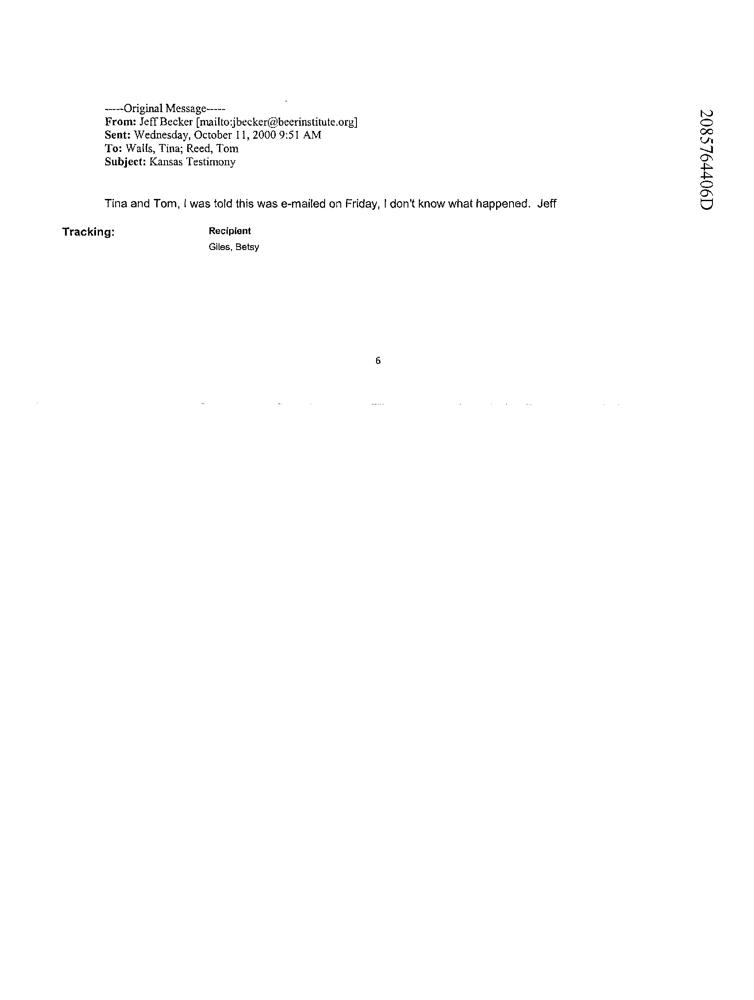 -----Original Message-----
From: Jeff Becker [mailto:jbecker@beerinstitute.org]
Sent: Wednesday, October 11, 2000 9:51 AM
To: Walls, Tina; Reed, Tom
Subject: Kansas Testimony
Tina and Tom, I was told this was e-mailed on Friday, I don't know what happened. Jeff
Tracking:
Recipient
Giles, Betsy
6
2085764406D